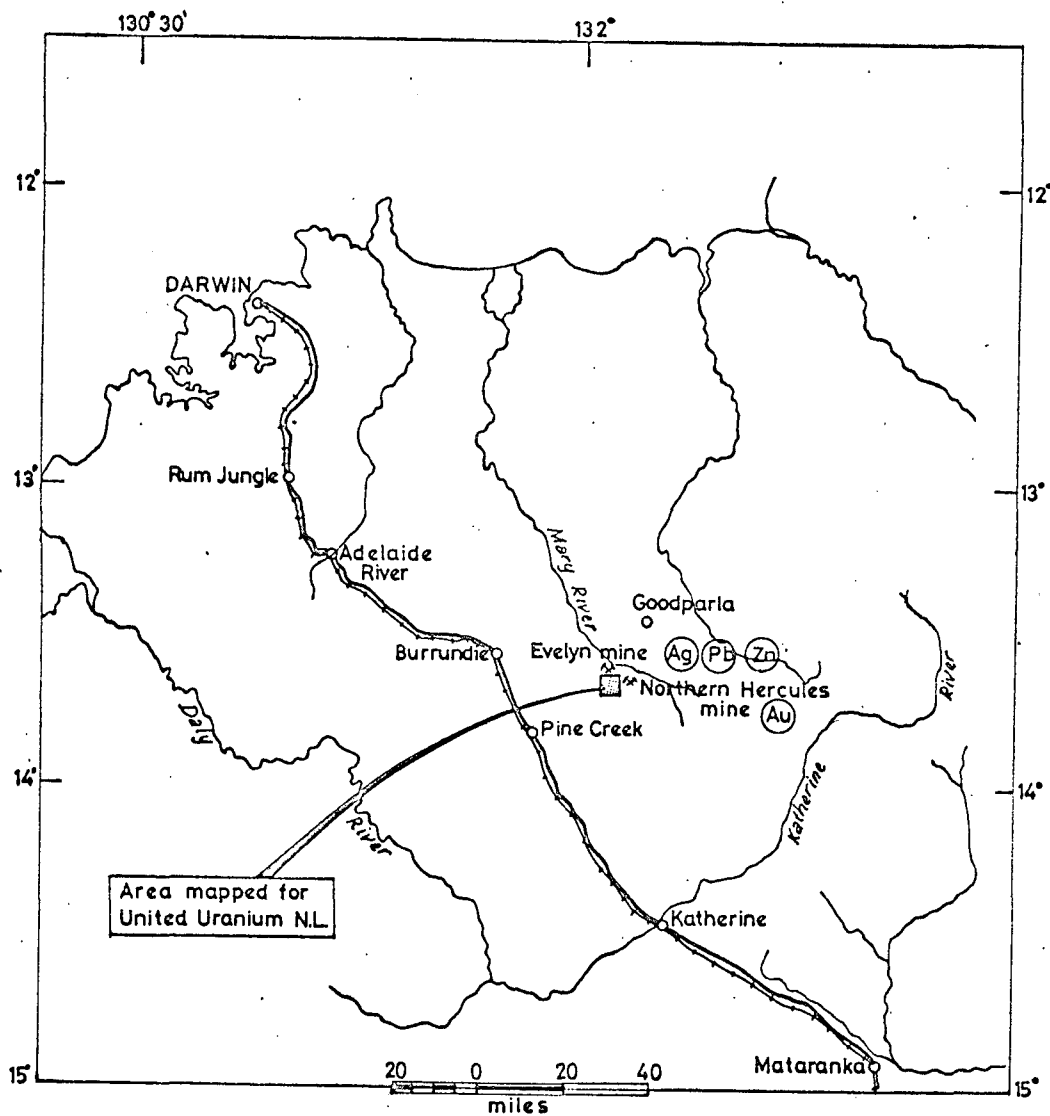 130° 30'
132°
12°
12°
DARWIN
Rum Jungle
13°
13°
Adelaide
River
Mary River
Goodparla
Burrundie
Evelyn mine
Ag
Pb
Zn
Northern Hercules
mine
Au
River
Daly
Pine Creek
14°
14°
River
Katherine
Area mapped for
United Uranium N.L.
Katherine
Mataranka
15°
15°
20 0 20 40
miles